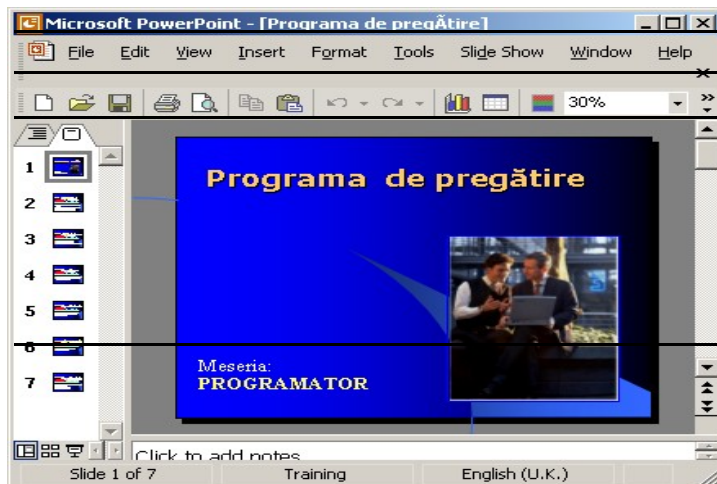 Microsoft PowerPoint - [Programa de pregÃtire]
File Edit View Insert Format Tools Slide Show Window Help
30%
1
2
3
4
5
6
7
Programa de pregătire
Meseria:
PROGRAMATOR
Click to add notes
Slide 1 of 7 Training English (U.K.)